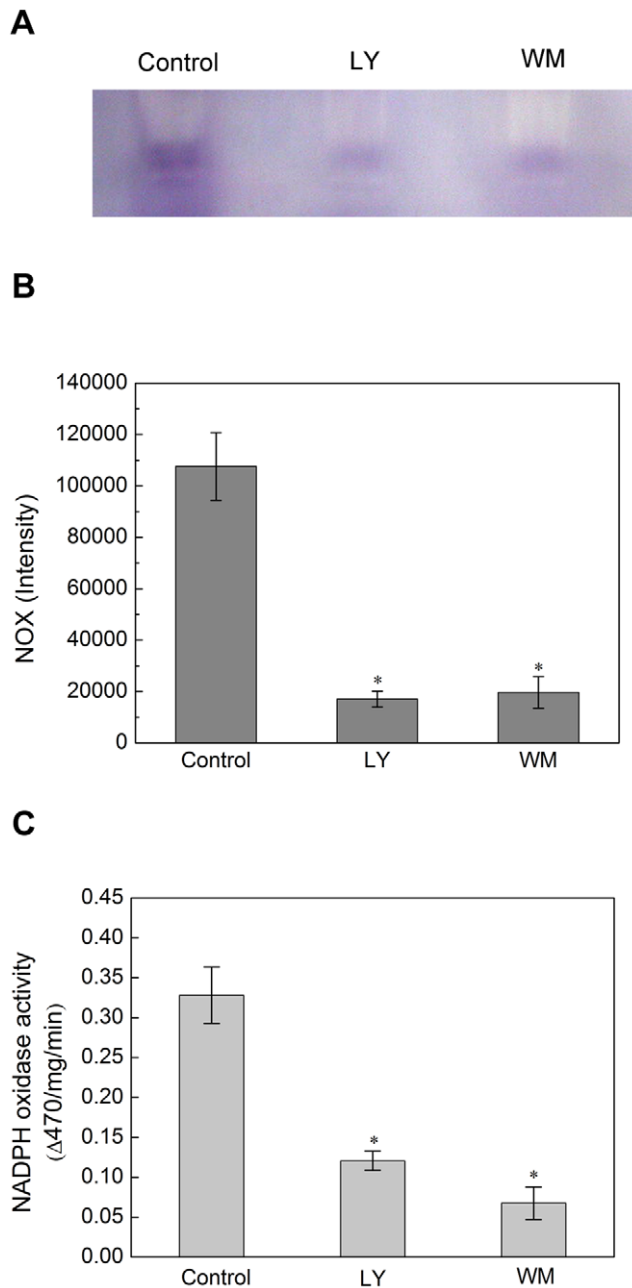 A
Control LY WM
B
140000
120000
100000
80000
60000
40000
20000
0
NOX (Intensity)
* *
Control LY WM
C
0.45
0.40
0.35
0.30
0.25
0.20
0.15
0.10
0.05
0.00
NADPH oxidase activity
(Δ470/mg/min)
*
*
Control LY WM